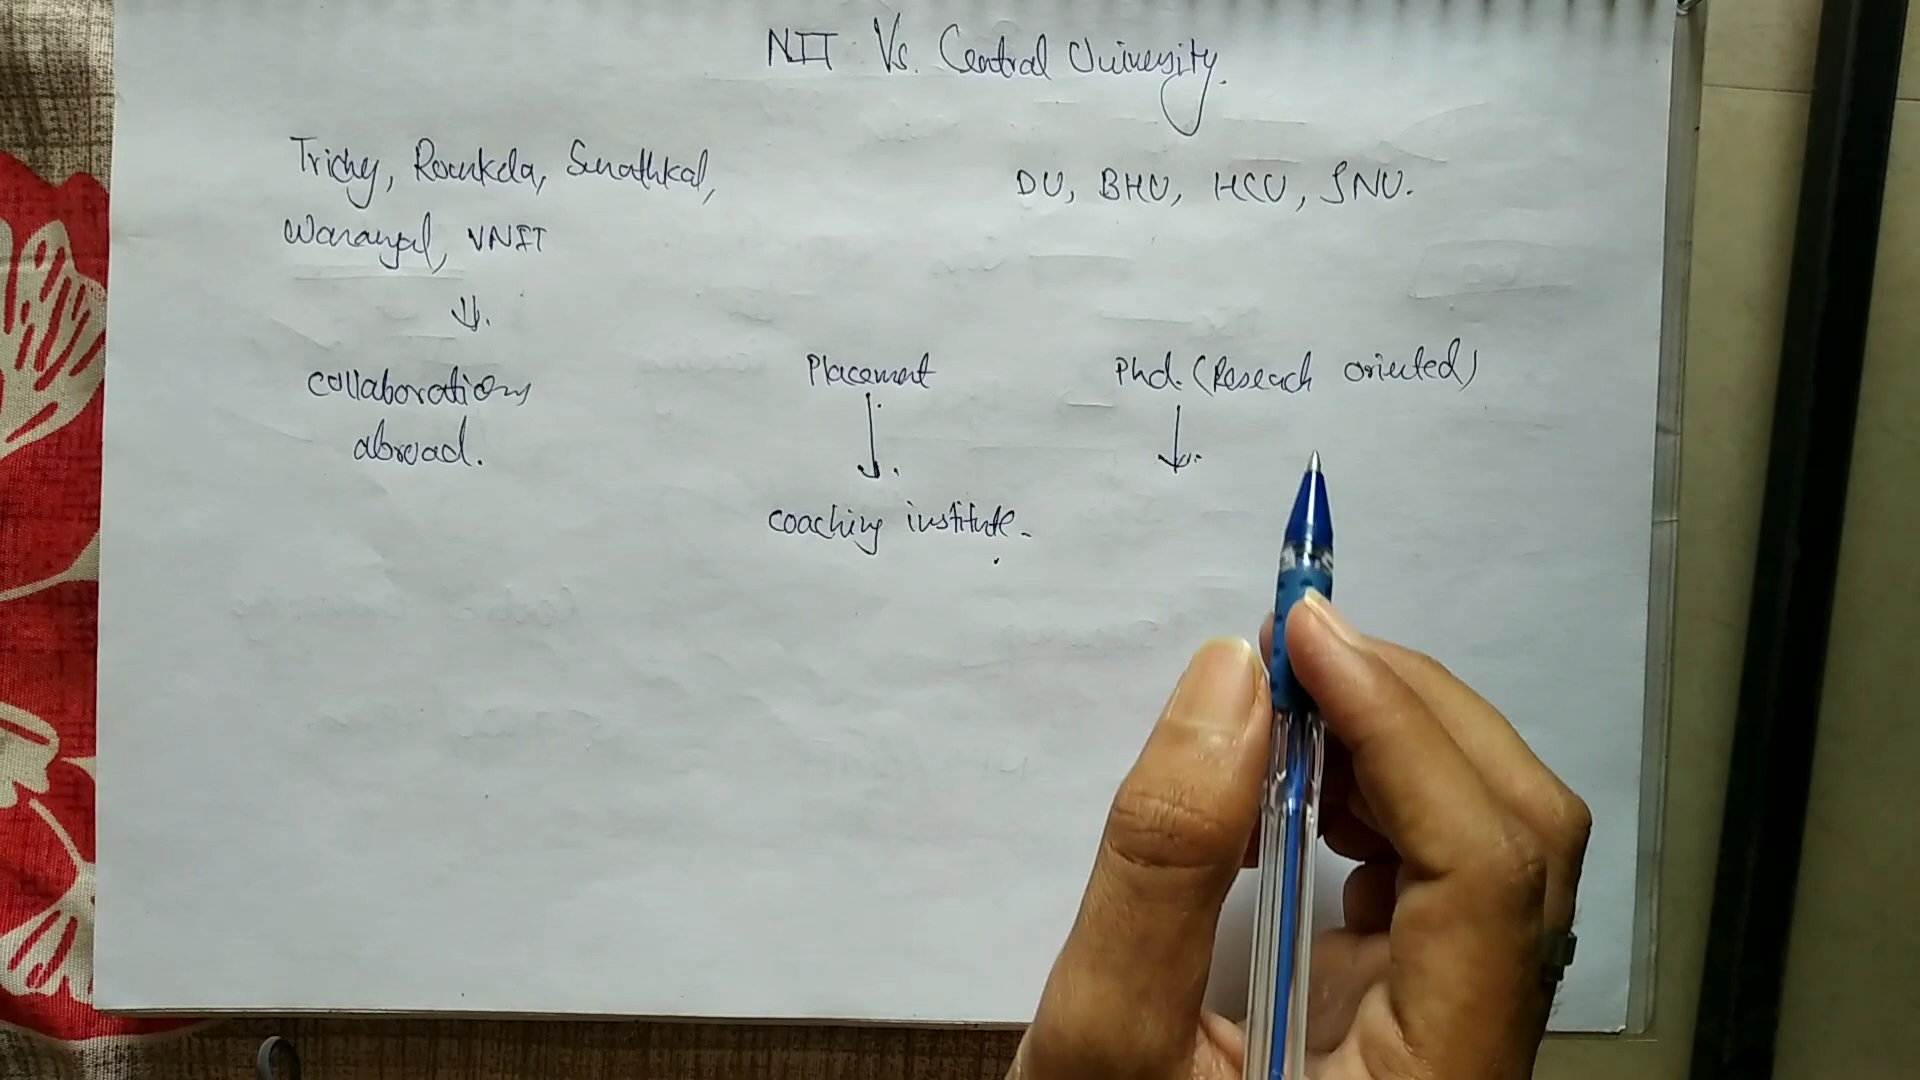 NIT Vs. Central University.
Trichy, Rourkela, Surathkal,
Warangal, VNIT
DU, BHU, HCU, JNU.
collaborations
abroad.
Placement
coaching institute.
Phd. (Reseach oriented)